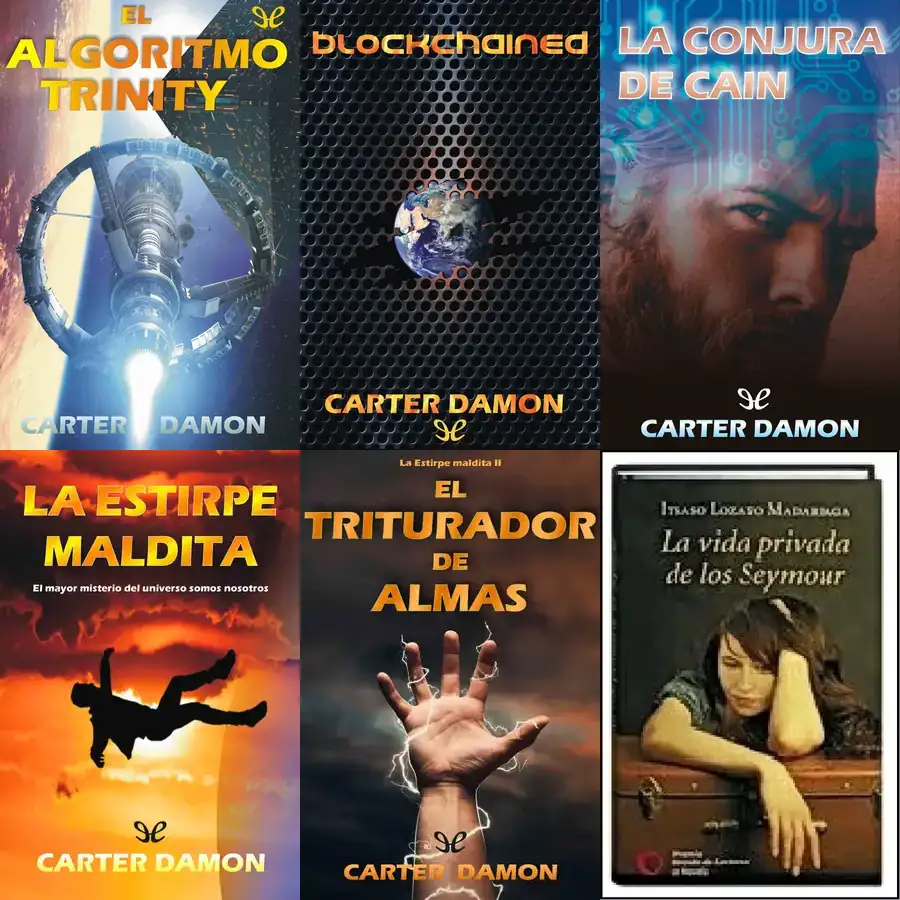 EL
ALGORITMO
TRINITY
CARTER DAMON
blockchained
CARTER DAMON
LA CONJURA
DE CAIN
CARTER DAMON
LA ESTIRPE
MALDITA
El mayor misterio del universo somos nosotros
CARTER DAMON
La Estirpe maldita II
EL
TRITURADOR
DE
ALMAS
CARTER DAMON
ITSASO LOZANO MADARIAGA
La vida privada
de los Seymour
Premio